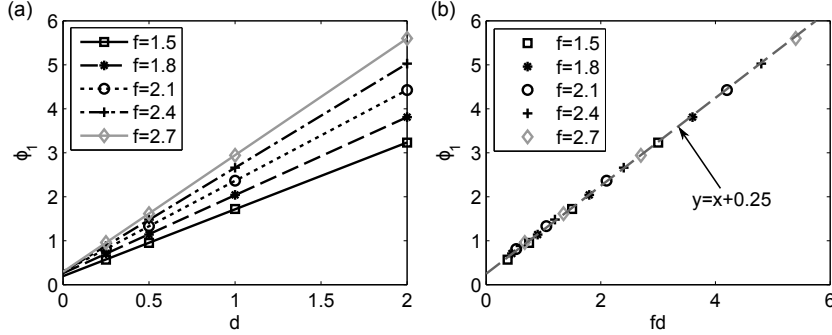 (a)
6
5
4
3
2
1
0
ϕ1
f=1.5
f=1.8
f=2.1
f=2.4
f=2.7
0 0.5 1 1.5 2
d
(b)
6
5
4
3
2
1
0
ϕ1
f=1.5
f=1.8
f=2.1
f=2.4
f=2.7
y=x+0.25
0 2 4 6
fd